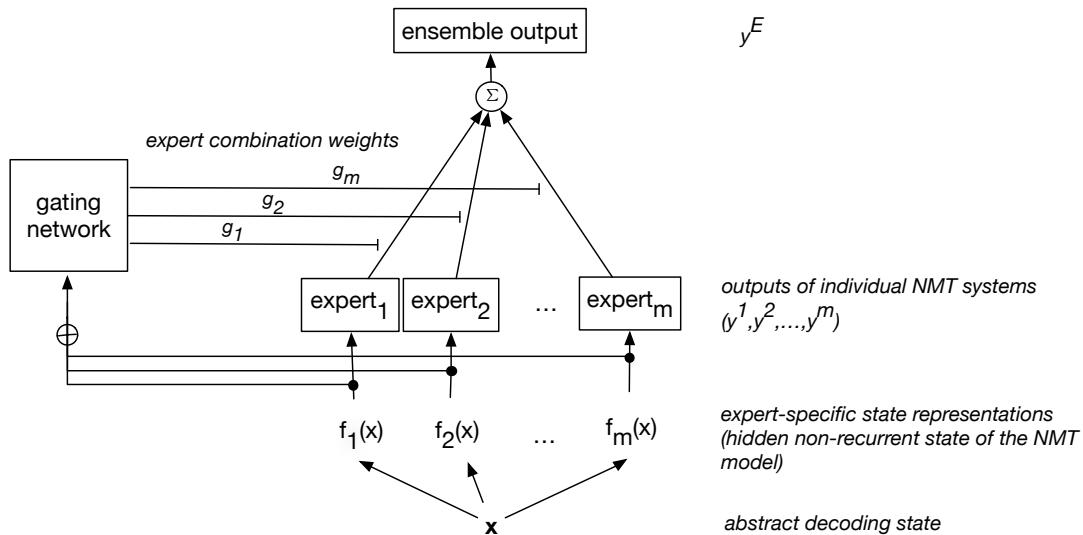 ensemble output
y^E
Σ
expert combination weights
g_m
gating
network
g_2
g_1
expert_1
expert_2
...
expert_m
outputs of individual NMT systems
(y^1,y^2,...,y^m)
f_1(x)
f_2(x)
...
f_m(x)
expert-specific state representations
(hidden non-recurrent state of the NMT
model)
x
abstract decoding state